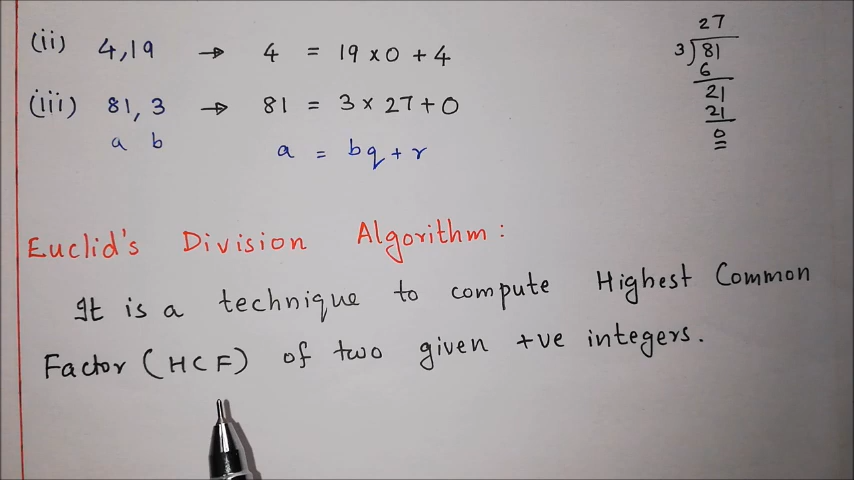 (ii) 4,19 → 4 = 19 × 0 + 4
(iii) 81, 3 → 81 = 3 × 27 + 0
a b a = bq + r
27
3)81
6
21
21
0
Euclid's Division Algorithm :
It is a technique to compute Highest Common
Factor (HCF) of two given +ve integers.